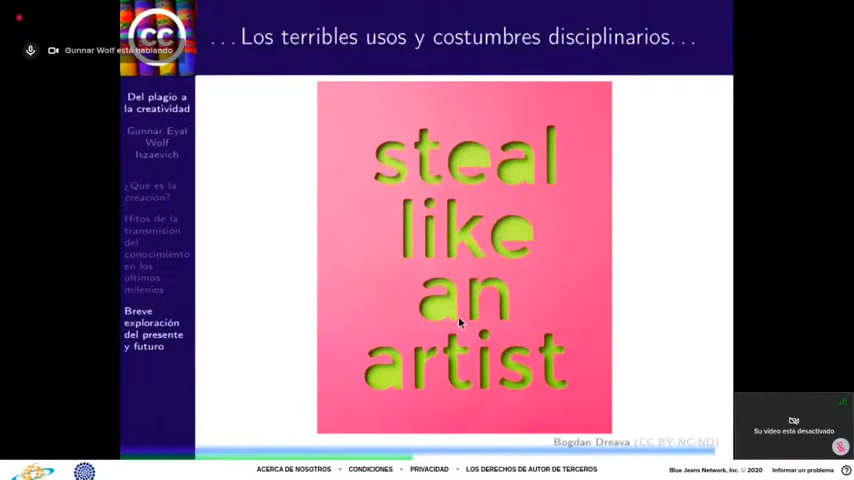 CC
...Los terribles usos y costumbres disciplinarios...
Gunnar Wolf está hablando
Del plagio a
la creatividad
Gunnar Eyal
Wolf
Iszaevich
¿Qué es la
creación?
Hitos de la
transmision
del
conocimiento
en los
últimos
milenios
Breve
exploración
del presente
y futuro
steal
like
an
artist
Bogdan Dreava (CC BY-NC-ND)
Su vídeo está desactivado
ACERCA DE NOSOTROS • CONDICIONES • PRIVACIDAD • LOS DERECHOS DE AUTOR DE TERCEROS
Blue Jeans Network, Inc. © 2020 Informar un problema ?